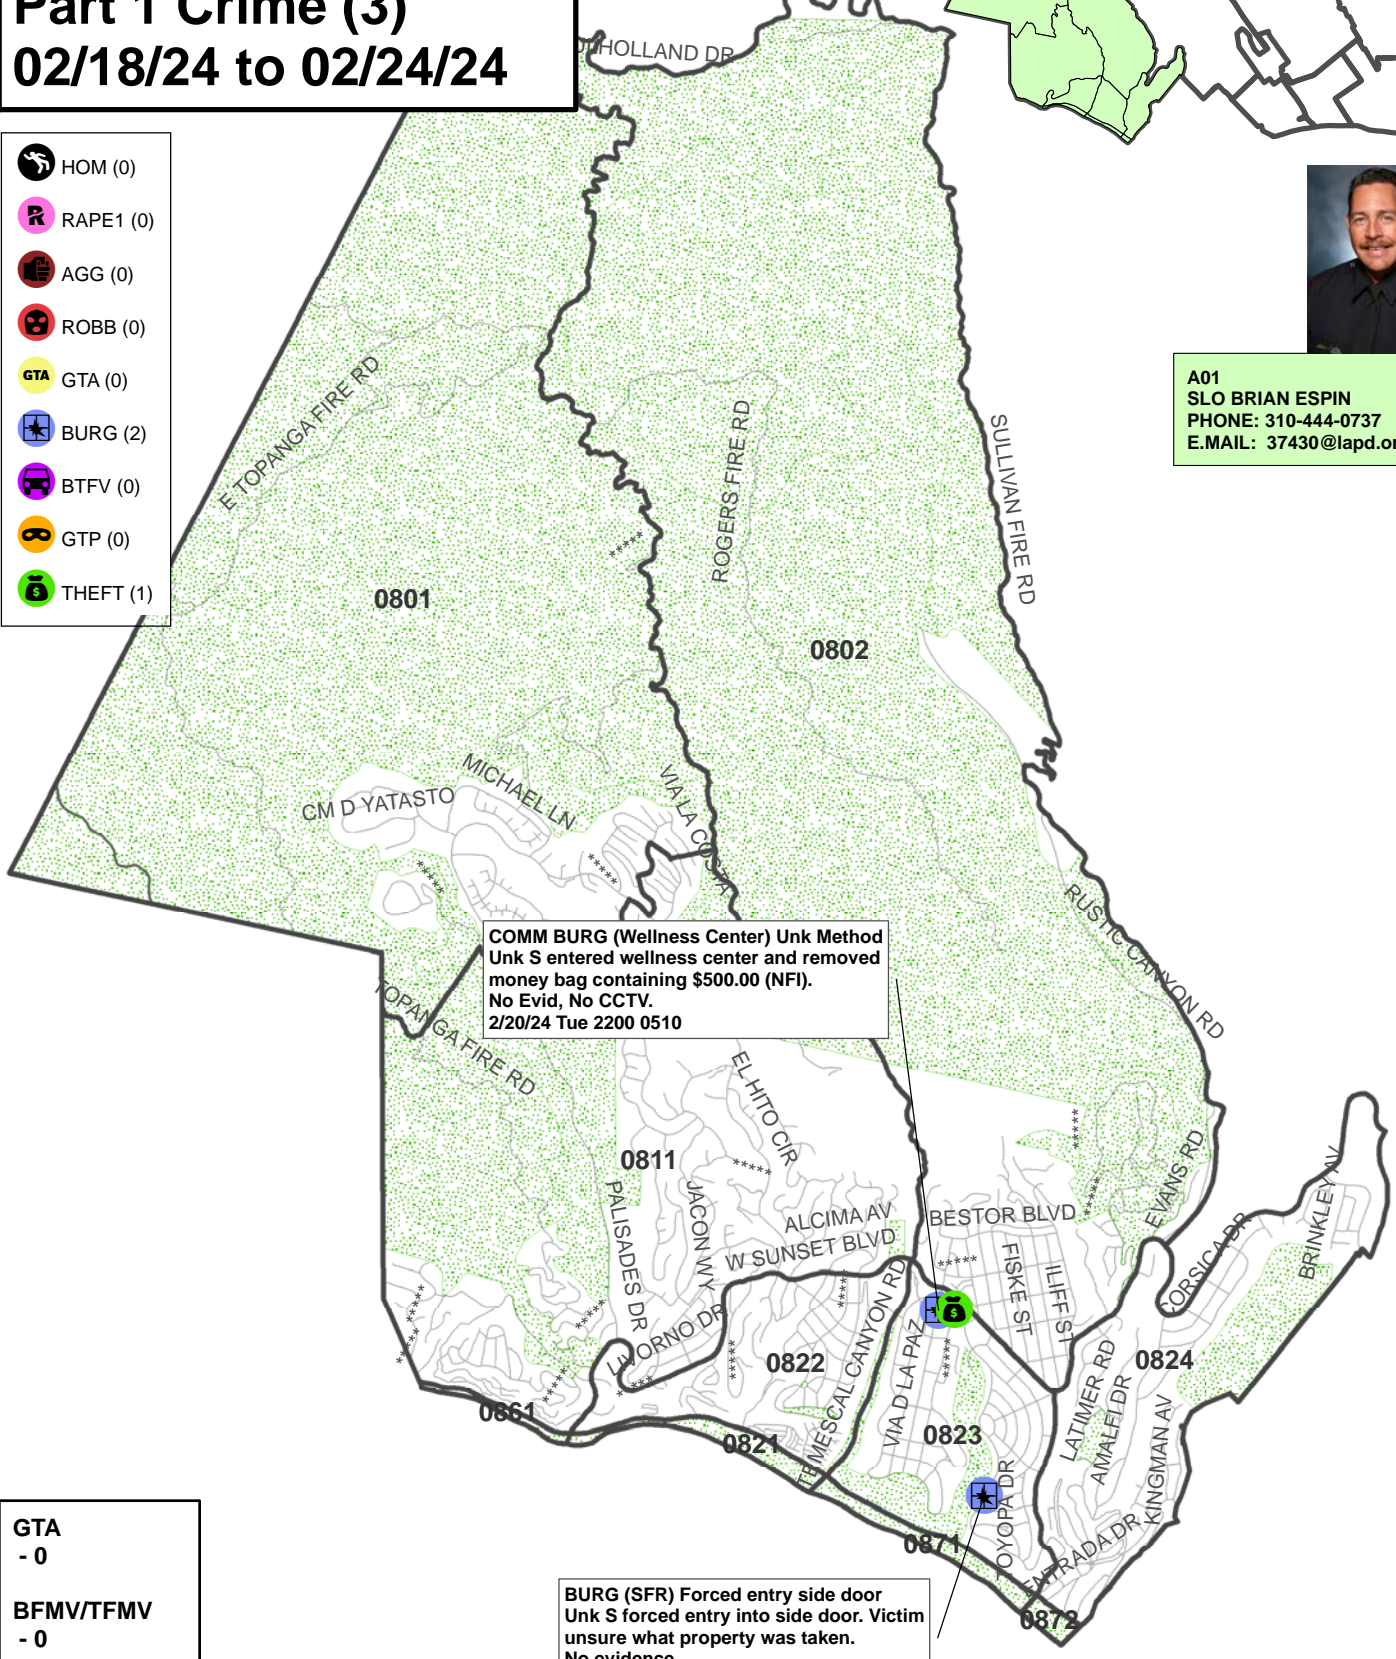 Part 1 Crime (3)
02/18/24 to 02/24/24
HOM (0)
RAPE1 (0)
AGG (0)
ROBB (0)
GTA GTA (0)
BURG (2)
BTFV (0)
GTP (0)
THEFT (1)
A01
SLO BRIAN ESPIN
PHONE: 310-444-0737
E.MAIL: 37430@lapd.or
HOLLAND DR
E TOPANGA FIRE RD
ROGERS FIRE RD
SULLIVAN FIRE RD
*****
0801
0802
CM D YATASTO
MICHAEL LN
VIA LA COSTA
*****
*****
RUSTIC CANYON RD
COMM BURG (Wellness Center) Unk Method
Unk S entered wellness center and removed
money bag containing $500.00 (NFI).
No Evid, No CCTV.
2/20/24 Tue 2200 0510
TOPANGA FIRE RD
EL HITO CIR
*****
0811
*****
PALISADES DR
JACON WY
ALCIMA AV
W SUNSET BLVD
BESTOR BLVD
*****
EVANS RD
BRINKLEY AV
CORSICA DR
FISKE ST
ILIFF ST
*****
*****
*****
*****
*****
LIVORNO DR
TEMESCAL CANYON RD
VIA D LA PAZ
*****
*****
0822
0824
LATIMER RD
AMALFI DR
KINGMAN AV
*****
*****
0861
0821
0823
TOYOPA DR
0871
ENTRADA DR
0872
GTA
- 0
BFMV/TFMV
- 0
BURG (SFR) Forced entry side door
Unk S forced entry into side door. Victim
unsure what property was taken.
No evidence